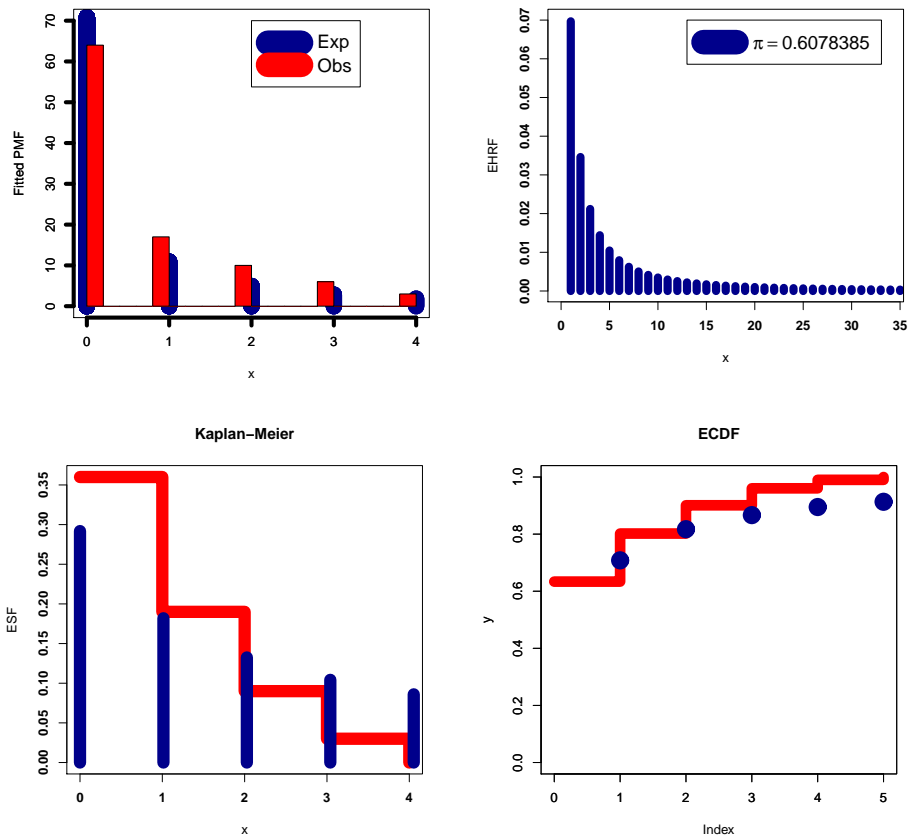 Fitted PMF
70
60
50
40
30
20
10
0
Exp
Obs
0 1 2 3 4
x
EHRF
0.07
0.06
0.05
0.04
0.03
0.02
0.01
0.00
π = 0.6078385
0 5 10 15 20 25 30 35
x
Kaplan−Meier
ESF
0.35
0.30
0.25
0.20
0.15
0.10
0.05
0.00
0 1 2 3 4
x
ECDF
y
1.0
0.8
0.6
0.4
0.2
0.0
0 1 2 3 4 5
Index